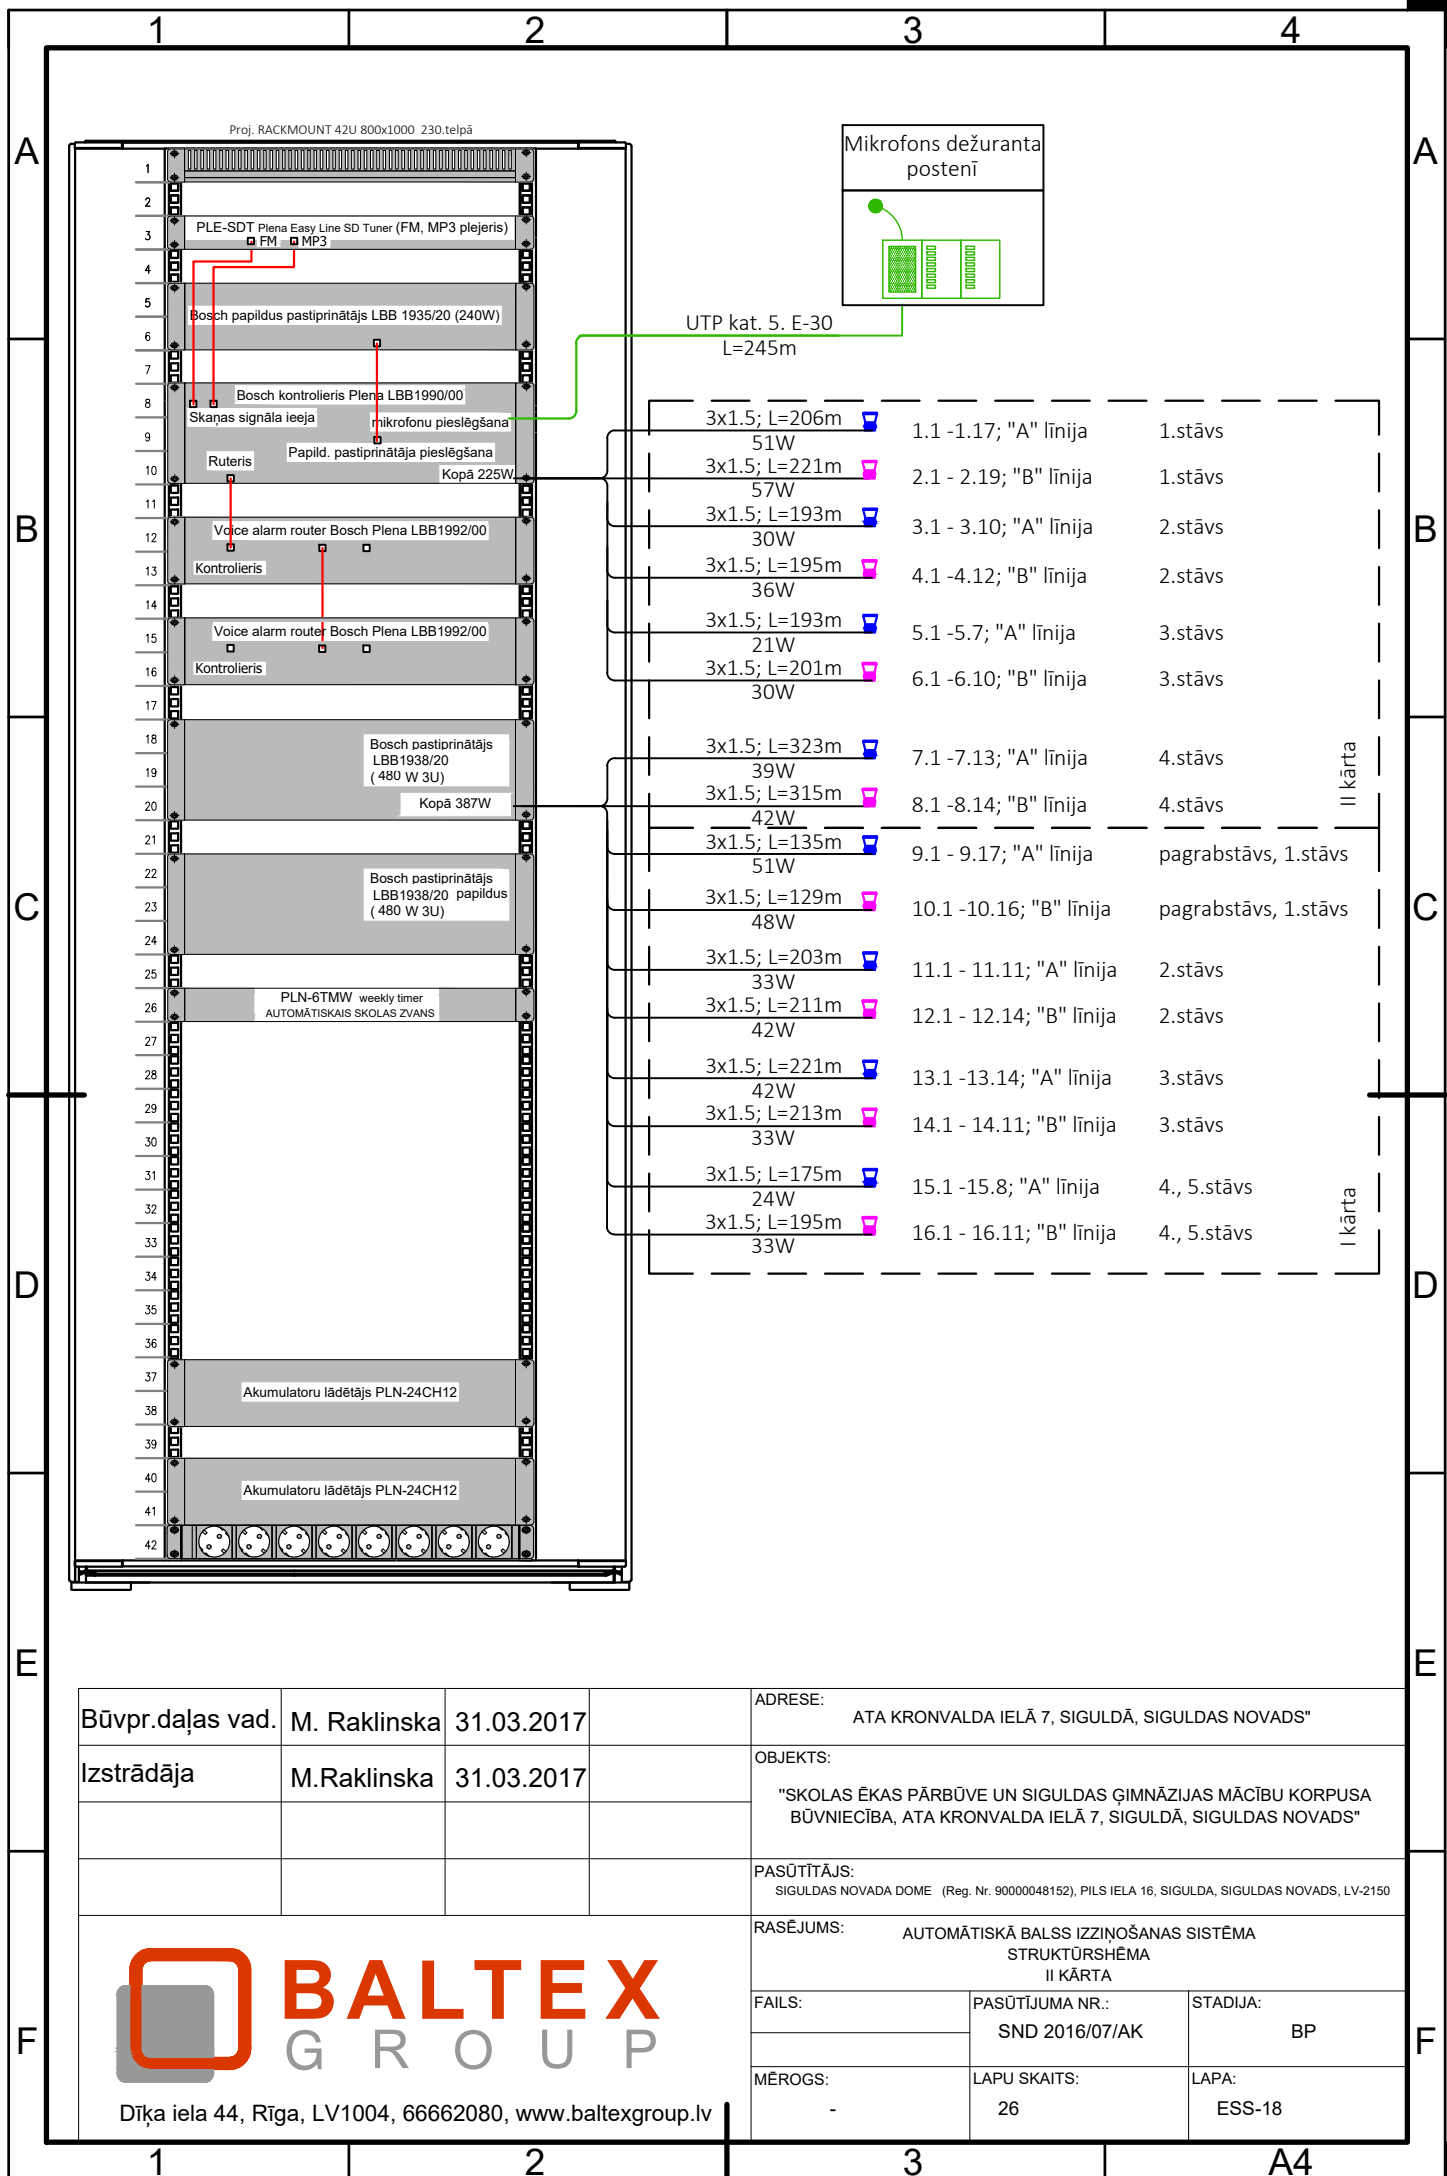 1 2 3 4
A A
B B
C C
D D
E E
F F
Proj. RACKMOUNT 42U 800x1000 230.telpā
1
2
3
4
5
6
7
8
9
10
11
12
13
14
15
16
17
18
19
20
21
22
23
24
25
26
27
28
29
30
31
32
33
34
35
36
37
38
39
40
41
42
PLE-SDT Plena Easy Line SD Tuner (FM, MP3 plejeris)
FM MP3
Bosch papildus pastiprinātājs LBB 1935/20 (240W)
Bosch kontrolieris Plena LBB1990/00
Skaņas signāla ieeja
mikrofonu pieslēgšana
Papild. pastiprinātāja pieslēgšana
Ruteris
Kopā 225W
Voice alarm router Bosch Plena LBB1992/00
Kontrolieris
Voice alarm router Bosch Plena LBB1992/00
Kontrolieris
Bosch pastiprinātājs
LBB1938/20
( 480 W 3U)
Kopā 387W
Bosch pastiprinātājs
LBB1938/20 papildus
( 480 W 3U)
PLN-6TMW weekly timer
AUTOMĀTISKAIS SKOLAS ZVANS
Akumulatoru lādētājs PLN-24CH12
Akumulatoru lādētājs PLN-24CH12
Mikrofons dežuranta
postenī
UTP kat. 5. E-30
L=245m
3x1.5; L=206m
51W
1.1 -1.17; "A" līnija 1.stāvs
3x1.5; L=221m
57W
2.1 - 2.19; "B" līnija 1.stāvs
3x1.5; L=193m
30W
3.1 - 3.10; "A" līnija 2.stāvs
3x1.5; L=195m
36W
4.1 -4.12; "B" līnija 2.stāvs
3x1.5; L=193m
21W
5.1 -5.7; "A" līnija 3.stāvs
3x1.5; L=201m
30W
6.1 -6.10; "B" līnija 3.stāvs
3x1.5; L=323m
39W
7.1 -7.13; "A" līnija 4.stāvs
3x1.5; L=315m
42W
8.1 -8.14; "B" līnija 4.stāvs
II kārta
3x1.5; L=135m
51W
9.1 - 9.17; "A" līnija pagrabstāvs, 1.stāvs
3x1.5; L=129m
48W
10.1 -10.16; "B" līnija pagrabstāvs, 1.stāvs
3x1.5; L=203m
33W
11.1 - 11.11; "A" līnija 2.stāvs
3x1.5; L=211m
42W
12.1 - 12.14; "B" līnija 2.stāvs
3x1.5; L=221m
42W
13.1 -13.14; "A" līnija 3.stāvs
3x1.5; L=213m
33W
14.1 - 14.11; "B" līnija 3.stāvs
3x1.5; L=175m
24W
15.1 -15.8; "A" līnija 4., 5.stāvs
3x1.5; L=195m
33W
16.1 - 16.11; "B" līnija 4., 5.stāvs
I kārta
Būvpr.daļas vad. M. Raklinska 31.03.2017
Izstrādāja M.Raklinska 31.03.2017
ADRESE:
ATA KRONVALDA IELĀ 7, SIGULDĀ, SIGULDAS NOVADS"
OBJEKTS:
"SKOLAS ĒKAS PĀRBŪVE UN SIGULDAS ĢIMNĀZIJAS MĀCĪBU KORPUSA
BŪVNIECĪBA, ATA KRONVALDA IELĀ 7, SIGULDĀ, SIGULDAS NOVADS"
PASŪTĪTĀJS:
SIGULDAS NOVADA DOME (Reg. Nr. 90000048152), PILS IELA 16, SIGULDA, SIGULDAS NOVADS, LV-2150
RASĒJUMS:
AUTOMĀTISKĀ BALSS IZZIŅOŠANAS SISTĒMA
STRUKTŪRSHĒMA
II KĀRTA
FAILS:
PASŪTĪJUMA NR.:
SND 2016/07/AK
STADIJA:
BP
MĒROGS:
-
LAPU SKAITS:
26
LAPA:
ESS-18
BALTEX
GROUP
Dīķa iela 44, Rīga, LV1004, 66662080, www.baltexgroup.lv
1 2 3 A4